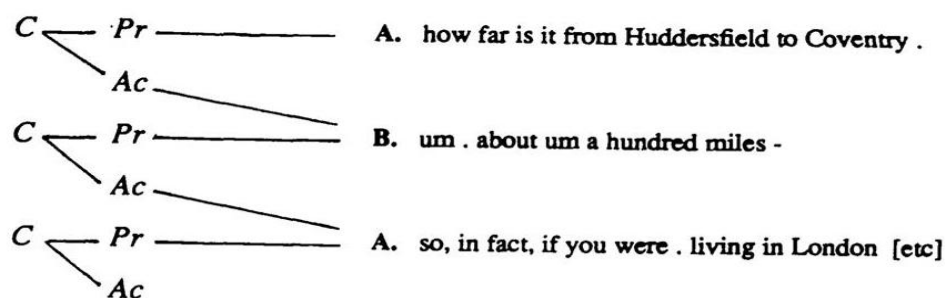 C Pr A. how far is it from Huddersfield to Coventry .
Ac
C Pr B. um . about um a hundred miles -
Ac
C Pr A. so, in fact, if you were . living in London [etc]
Ac